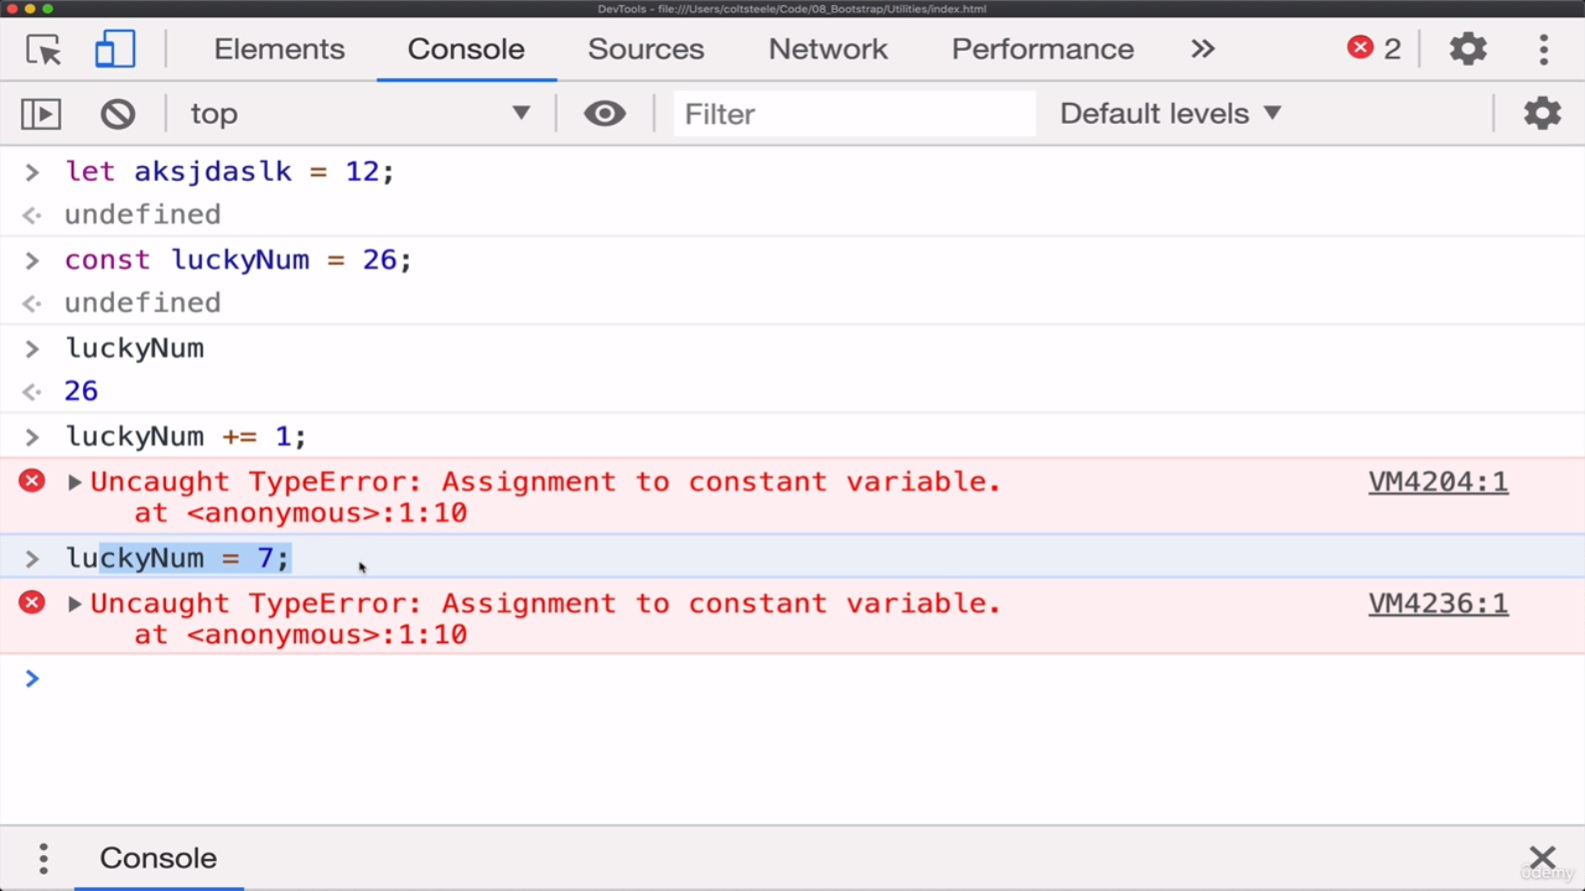 DevTools - file:///Users/coltsteele/Code/08_Bootstrap/Utilities/index.html
Elements Console Sources Network Performance » 2
top Filter Default levels
> let aksjdaslk = 12;
undefined
> const luckyNum = 26;
undefined
> luckyNum
26
> luckyNum += 1;
Uncaught TypeError: Assignment to constant variable. VM4204:1
at <anonymous>:1:10
> luckyNum = 7;
Uncaught TypeError: Assignment to constant variable. VM4236:1
at <anonymous>:1:10
>
Console
udemy